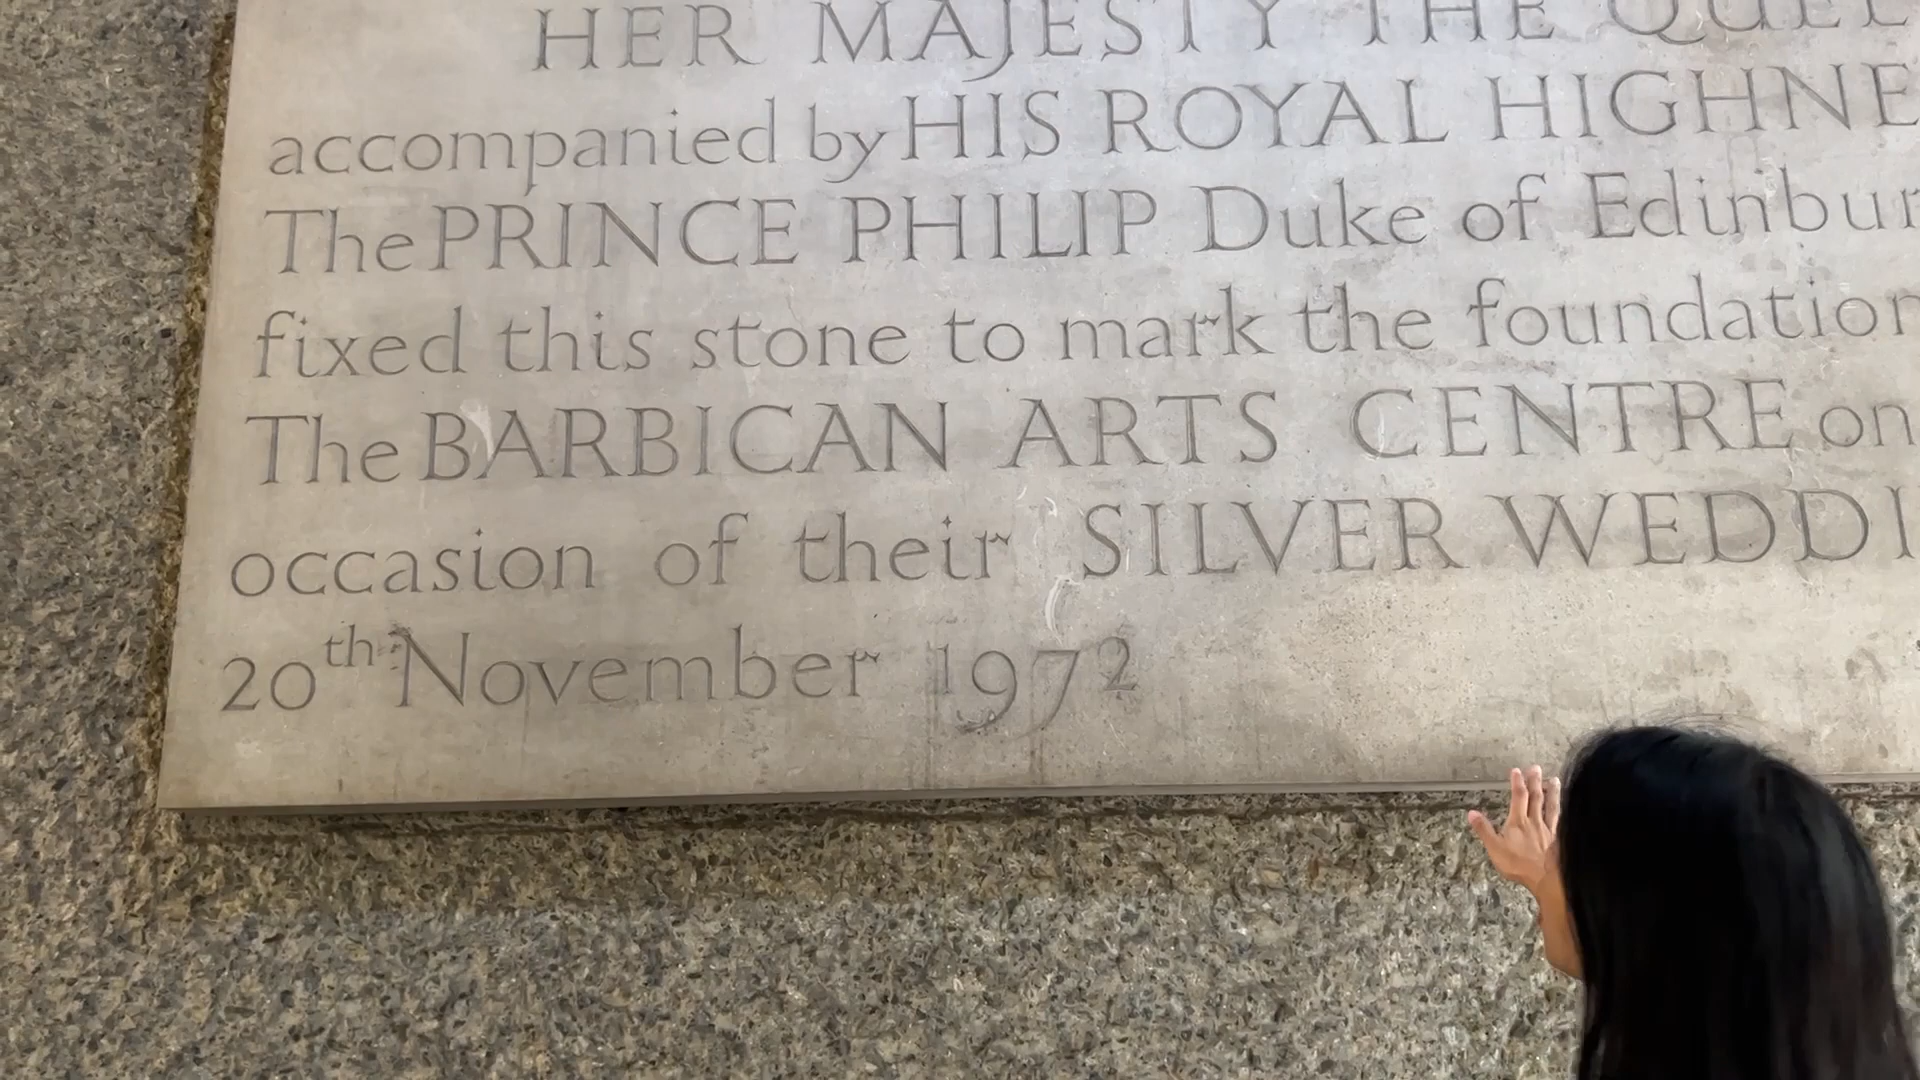 HER MAJESTY THE QUEE
accompanied by HIS ROYAL HIGHNE
The PRINCE PHILIP Duke of Edinbur
fixed this stone to mark the foundation
The BARBICAN ARTS CENTRE on
occasion of their SILVER WEDDI
20th November 1972